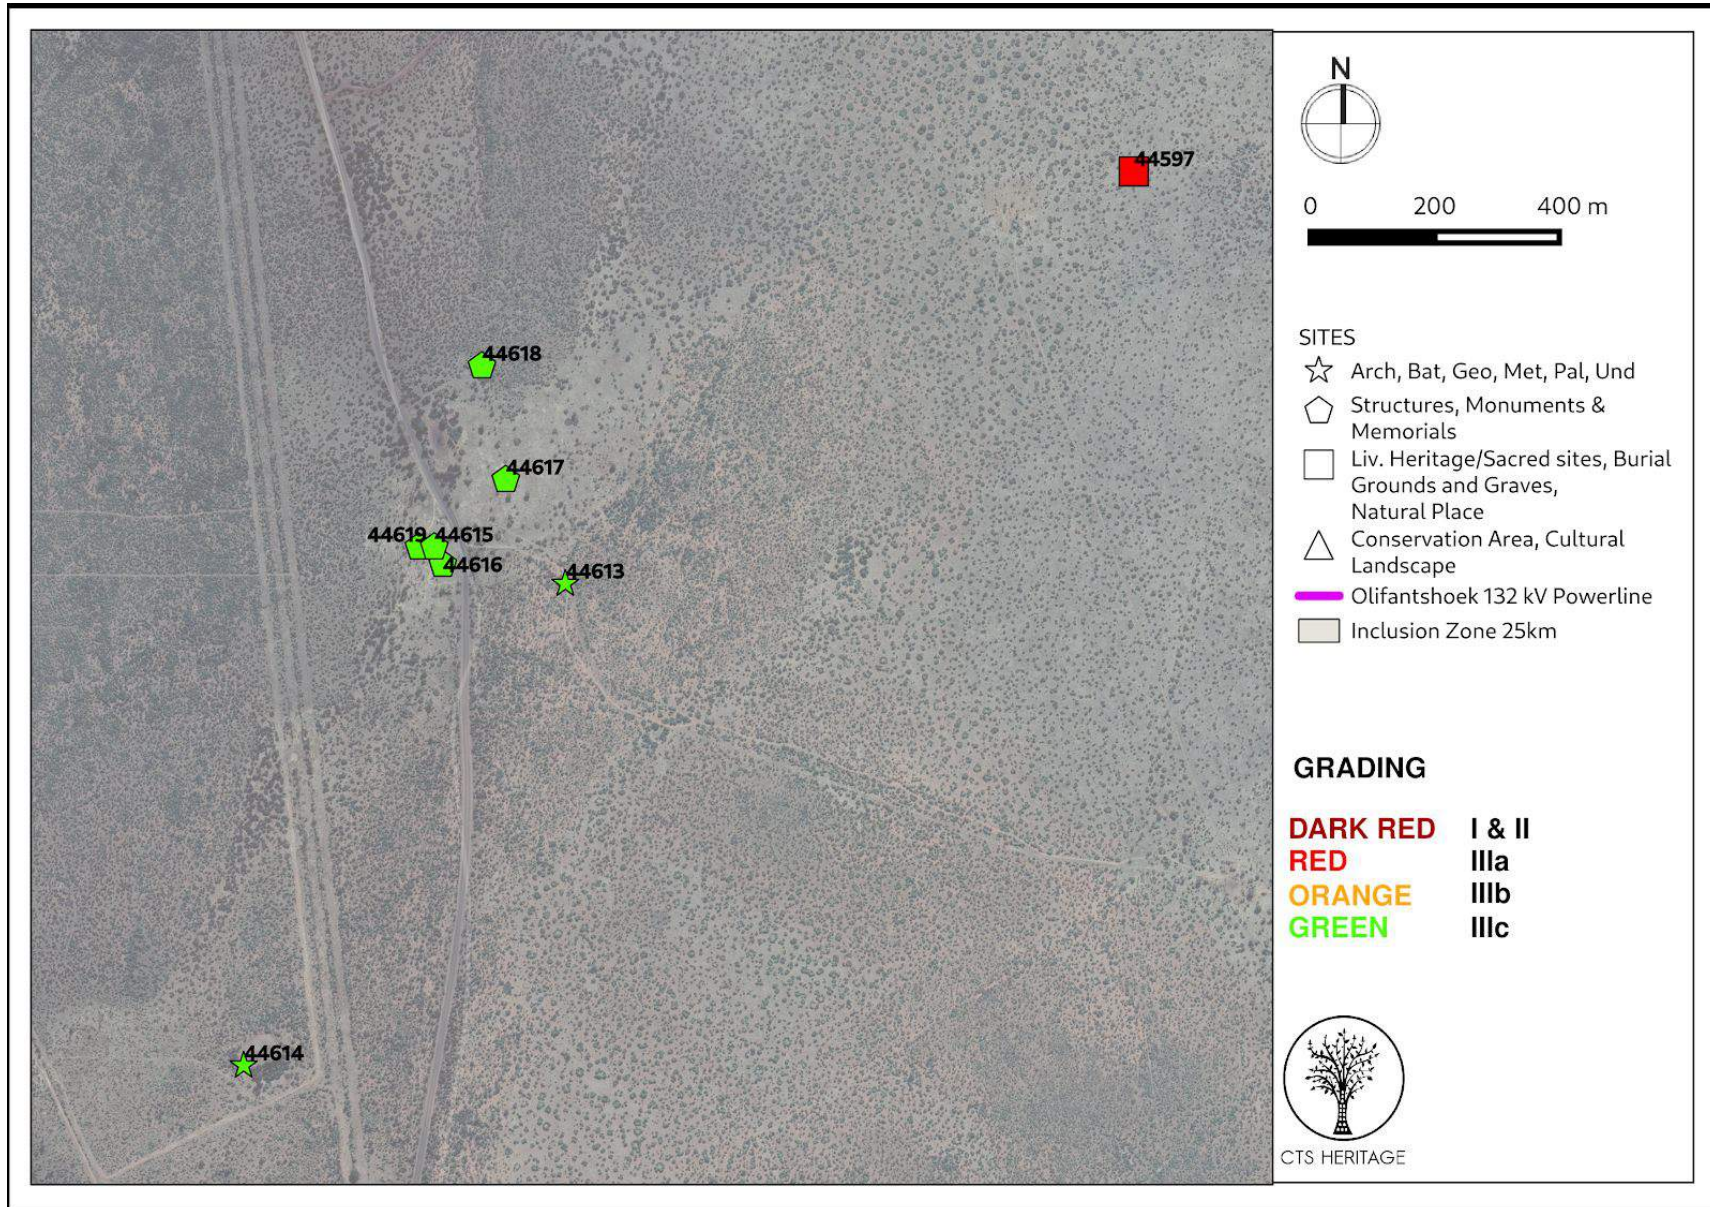 44597
44618
44617
44619
44615
44616
44613
44614
N
0 200 400 m
SITES
Arch, Bat, Geo, Met, Pal, Und
Structures, Monuments &
Memorials
Liv. Heritage/Sacred sites, Burial
Grounds and Graves,
Natural Place
Conservation Area, Cultural
Landscape
Olifantshoek 132 kV Powerline
Inclusion Zone 25km
GRADING
DARK RED I & II
RED IIIa
ORANGE IIIb
GREEN IIIc
CTS HERITAGE